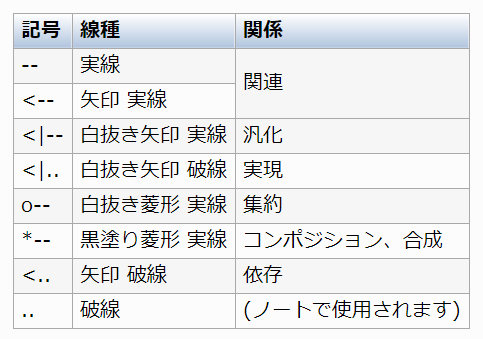 記号 線種 関係
-- 実線 関連
<-- 矢印 実線
<|-- 白抜き矢印 実線 汎化
<|.. 白抜き矢印 破線 実現
o-- 白抜き菱形 実線 集約
*-- 黒塗り菱形 実線 コンポジション、合成
<.. 矢印 破線 依存
.. 破線 (ノートで使用されます)